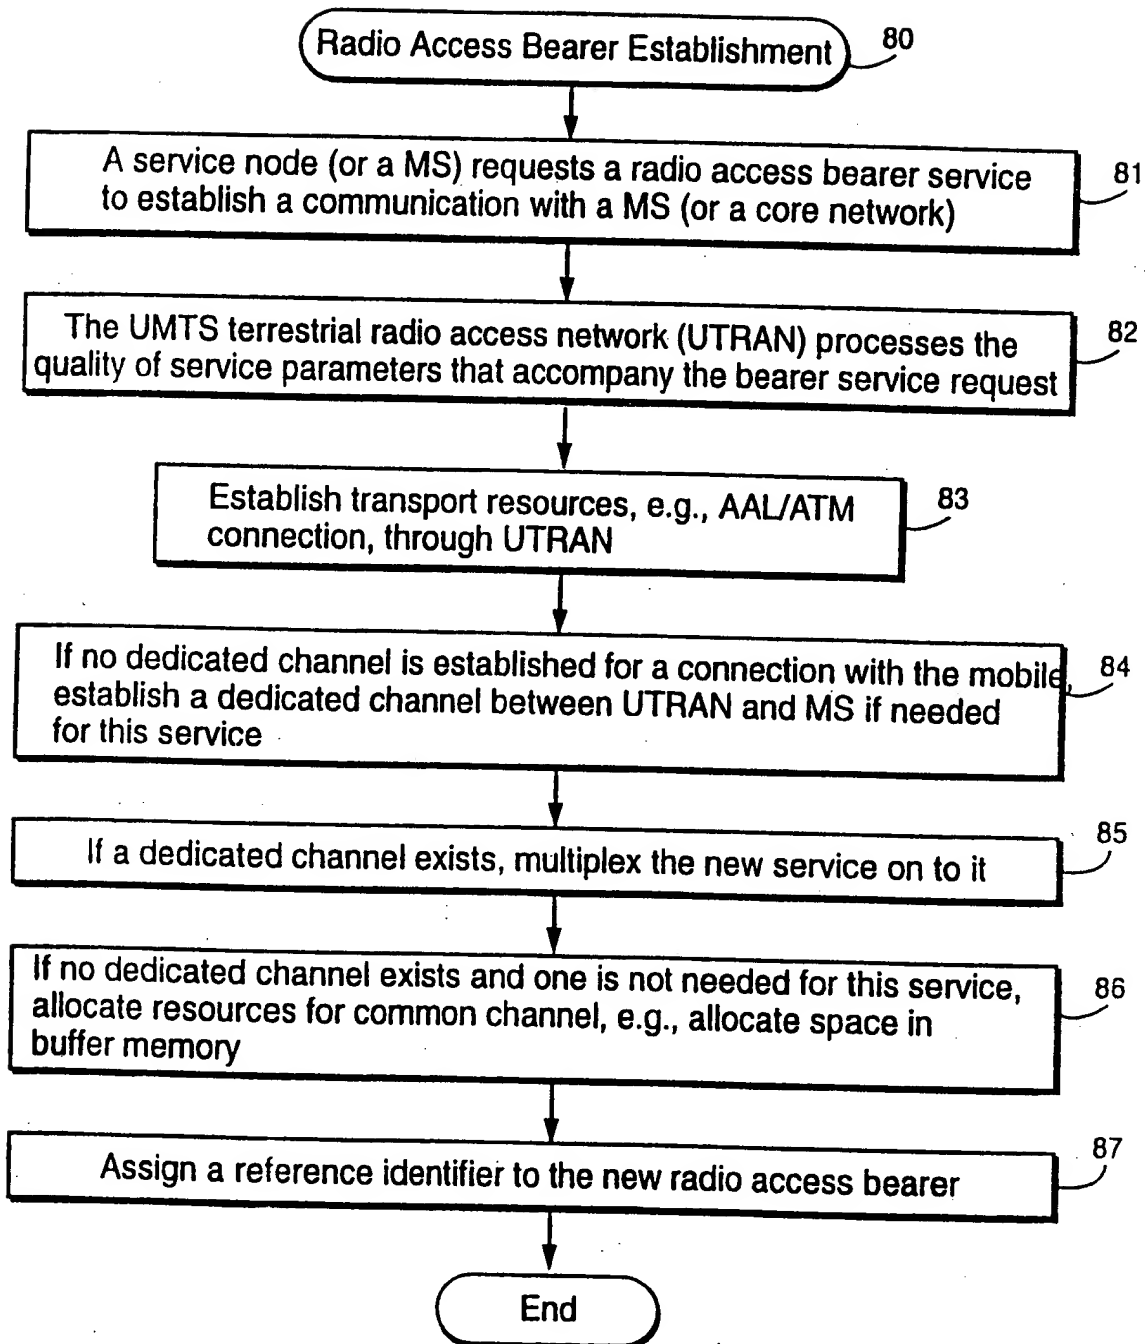 Radio Access Bearer Establishment
80
A service node (or a MS) requests a radio access bearer service
to establish a communication with a MS (or a core network)
81
The UMTS terrestrial radio access network (UTRAN) processes the
quality of service parameters that accompany the bearer service request
82
Establish transport resources, e.g., AAL/ATM
connection, through UTRAN
83
If no dedicated channel is established for a connection with the mobile,
establish a dedicated channel between UTRAN and MS if needed
for this service
84
If a dedicated channel exists, multiplex the new service on to it
85
If no dedicated channel exists and one is not needed for this service,
allocate resources for common channel, e.g., allocate space in
buffer memory
86
Assign a reference identifier to the new radio access bearer
87
End